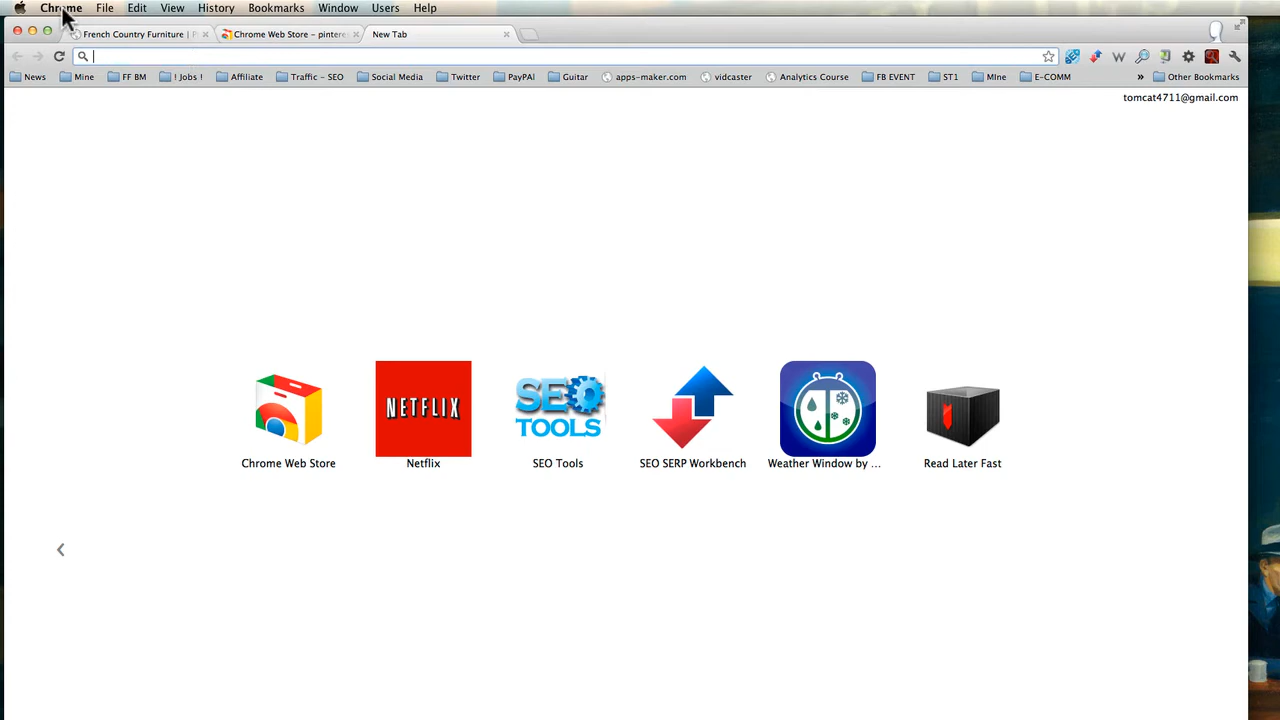 Chrome File Edit View History Bookmarks Window Users Help
French Country Furniture | Chrome Web Store - pintere New Tab
News Mine FF BM ! Jobs ! Affiliate Traffic - SEO Social Media Twitter PayPAl Guitar apps-maker.com vidcaster Analytics Course FB EVENT ST1 MIne E-COMM » Other Bookmarks
tomcat4711@gmail.com
NETFLIX
SEO
TOOLS
Chrome Web Store Netflix SEO Tools SEO SERP Workbench Weather Window by ... Read Later Fast